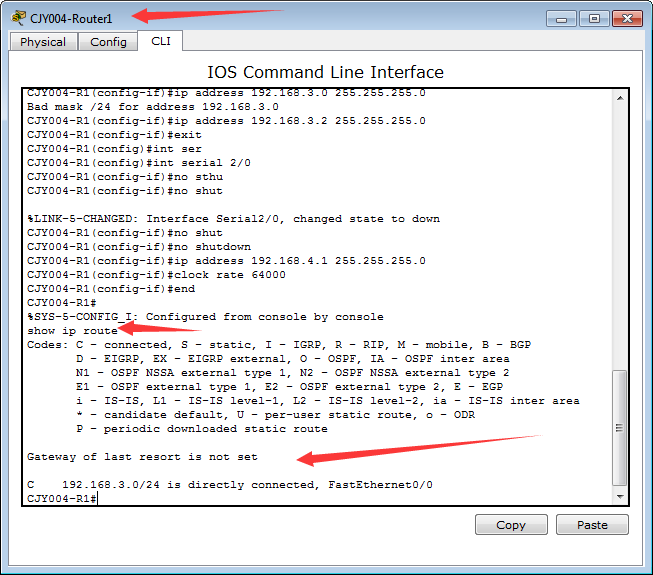 CJY004-Router1
Physical Config CLI
IOS Command Line Interface
CJY004-R1(config-if)#ip address 192.168.3.0 255.255.255.0
Bad mask /24 for address 192.168.3.0
CJY004-R1(config-if)#ip address 192.168.3.2 255.255.255.0
CJY004-R1(config-if)#exit
CJY004-R1(config)#int ser
CJY004-R1(config)#int serial 2/0
CJY004-R1(config-if)#no sthu
CJY004-R1(config-if)#no shut
%LINK-5-CHANGED: Interface Serial2/0, changed state to down
CJY004-R1(config-if)#no shut
CJY004-R1(config-if)#no shutdown
CJY004-R1(config-if)#ip address 192.168.4.1 255.255.255.0
CJY004-R1(config-if)#clock rate 64000
CJY004-R1(config-if)#end
CJY004-R1#
%SYS-5-CONFIG_I: Configured from console by console
show ip route
Codes: C - connected, S - static, I - IGRP, R - RIP, M - mobile, B - BGP
D - EIGRP, EX - EIGRP external, O - OSPF, IA - OSPF inter area
N1 - OSPF NSSA external type 1, N2 - OSPF NSSA external type 2
E1 - OSPF external type 1, E2 - OSPF external type 2, E - EGP
i - IS-IS, L1 - IS-IS level-1, L2 - IS-IS level-2, ia - IS-IS inter area
* - candidate default, U - per-user static route, o - ODR
P - periodic downloaded static route
Gateway of last resort is not set
C 192.168.3.0/24 is directly connected, FastEthernet0/0
CJY004-R1#
Copy Paste